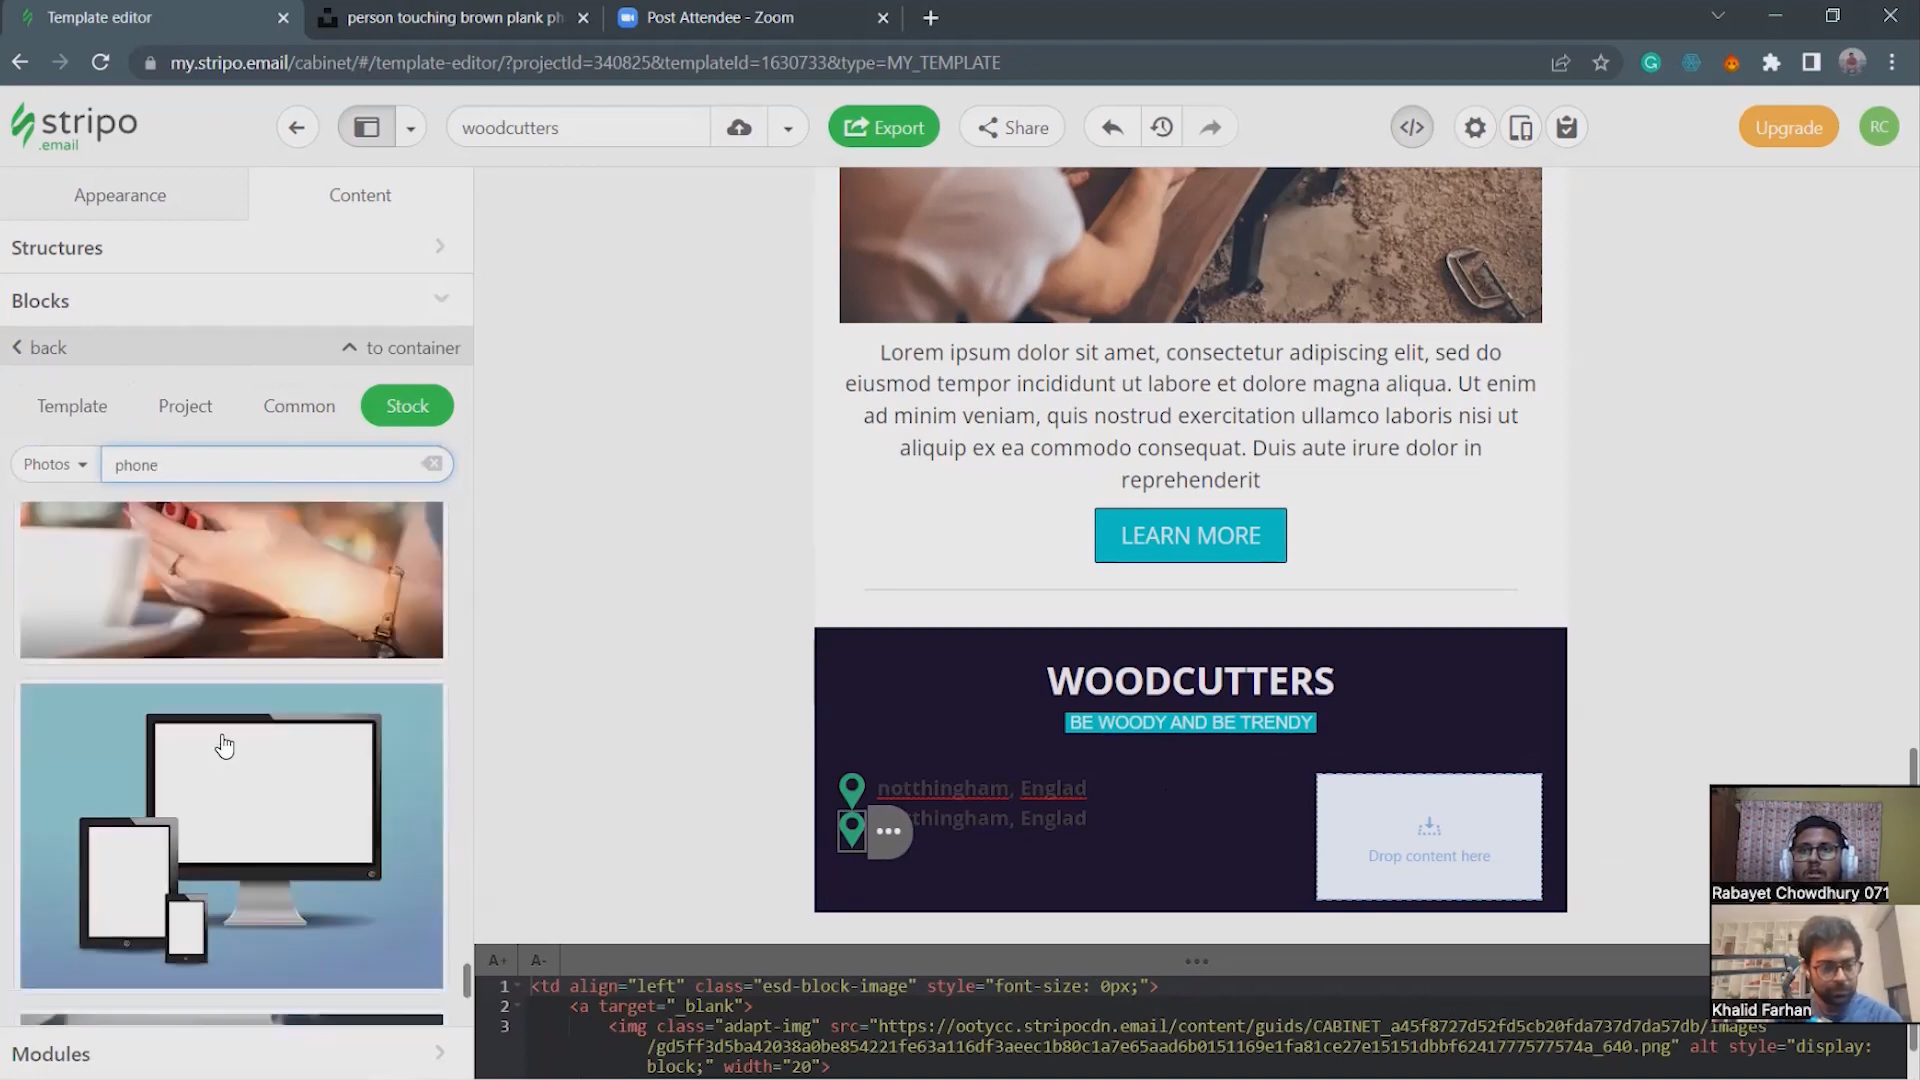 Template editor
person touching brown plank ph
Post Attendee - Zoom
my.stripo.email/cabinet/#/template-editor/?projectId=340825&templateId=1630733&type=MY_TEMPLATE
stripo
.email
woodcutters
Export
Share
Upgrade
RC
Appearance
Content
Structures
Blocks
back
to container
Template
Project
Common
Stock
Photos
phone
Modules
Lorem ipsum dolor sit amet, consectetur adipiscing elit, sed do
eiusmod tempor incididunt ut labore et dolore magna aliqua. Ut enim
ad minim veniam, quis nostrud exercitation ullamco laboris nisi ut
aliquip ex ea commodo consequat. Duis aute irure dolor in
reprehenderit
LEARN MORE
WOODCUTTERS
BE WOODY AND BE TRENDY
notthingham, Englad
thingham, Englad
Drop content here
Rabayet Chowdhury 071
Khalid Farhan
A+ A-
1 <td align="left" class="esd-block-image" style="font-size: 0px;">
2 <a target="_blank">
3 <img class="adapt-img" src="https://ootycc.stripocdn.email/content/guids/CABINET_a45f8727d52fd5cb20fda737d7da57db/images
/gd5ff3d5ba42038a0be854221fe63a116df3aeec1b80c1a7e65aad6b0151169e1fa81ce27e15151dbbf6241777577574a_640.png" alt style="display:
block;" width="20">